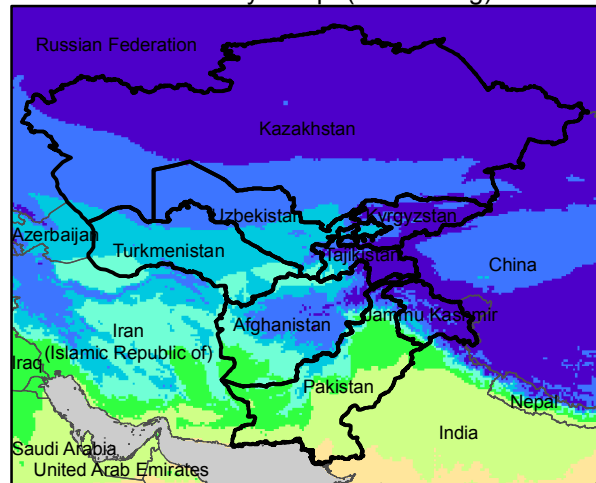 Russian Federation
Kazakhstan
Uzbekistan
Kyrgyzstan
Azerbaijan
Turkmenistan
Tajikistan
China
Afghanistan
Jammu Kashmir
Iran
(Islamic Republic of)
Iraq
Pakistan
Nepal
India
Saudi Arabia
United Arab Emirates